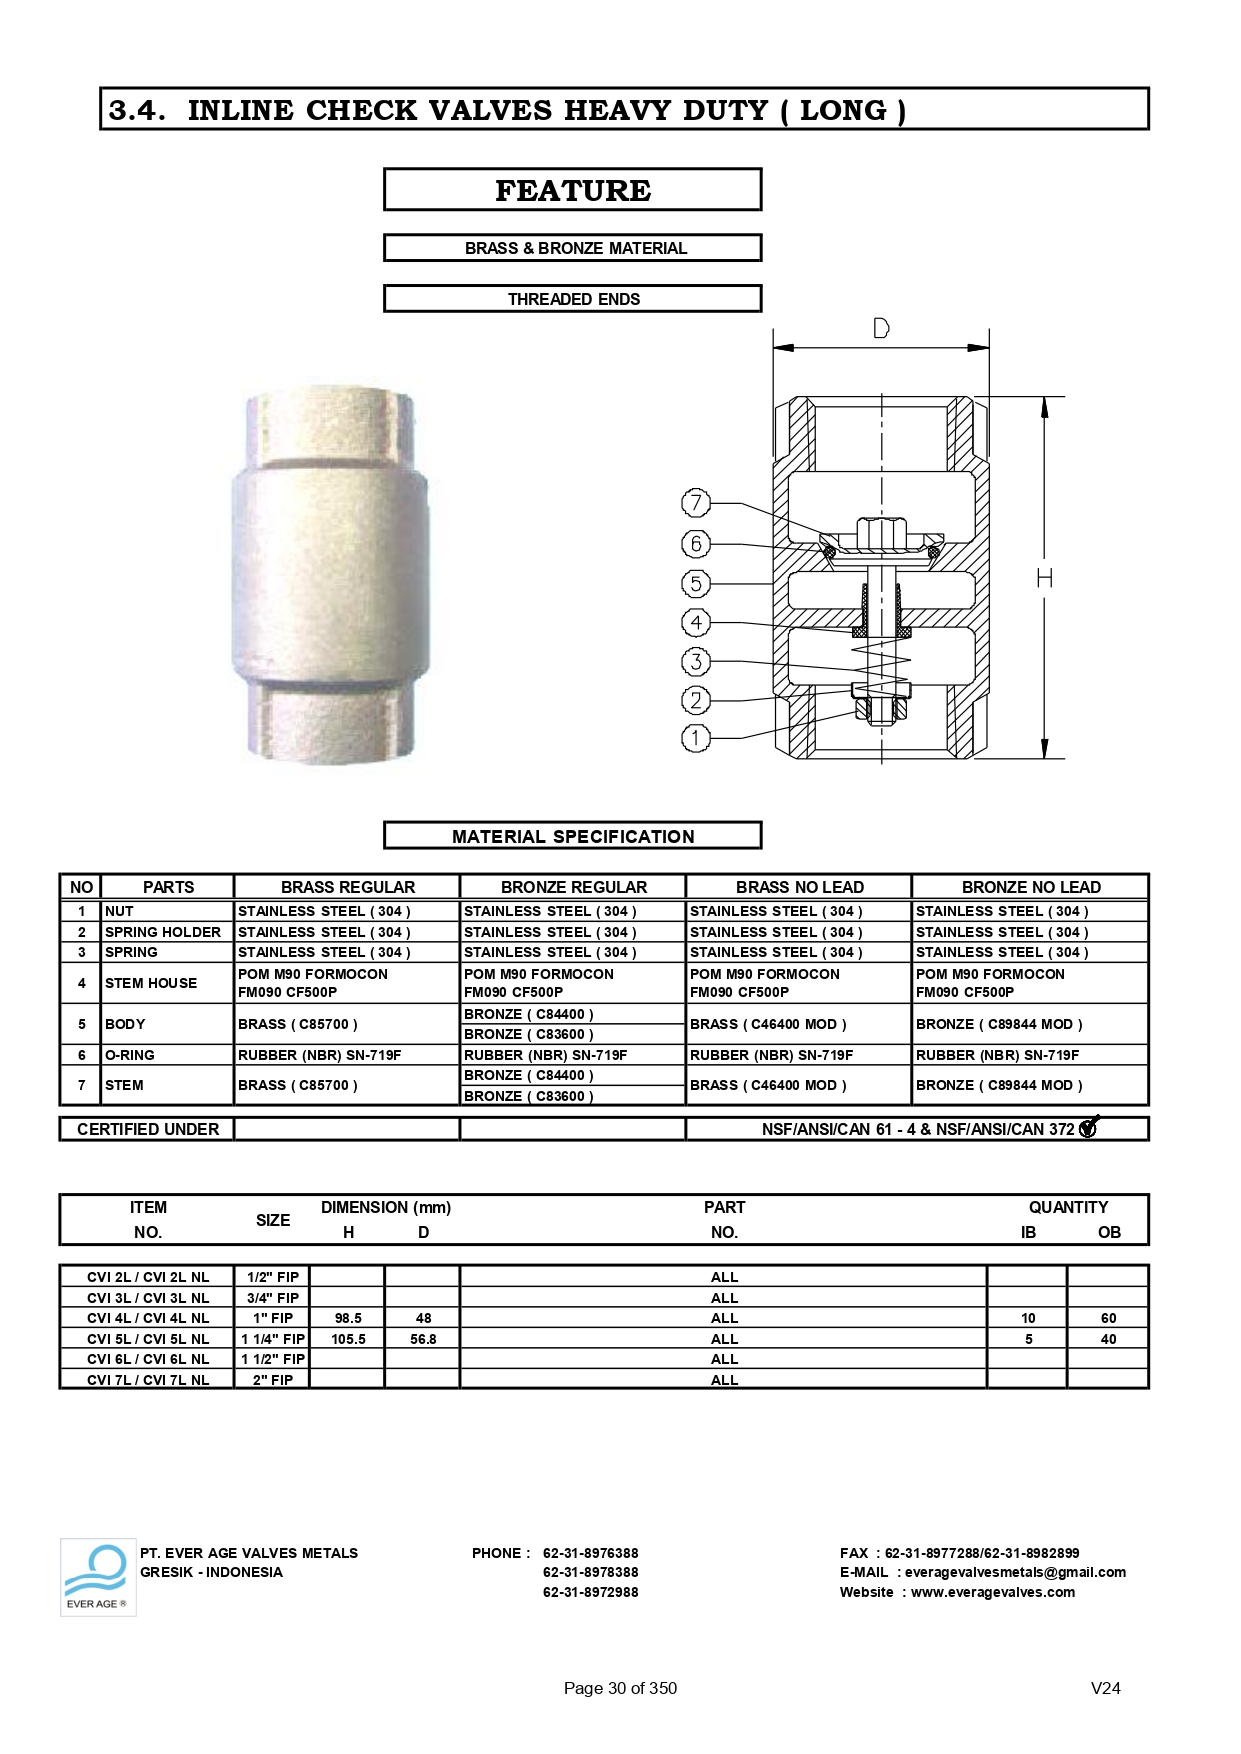 3.4. INLINE CHECK VALVES HEAVY DUTY ( LONG )
FEATURE
BRASS & BRONZE MATERIAL
THREADED ENDS
D
7
6
5
H
4
3
2
1
MATERIAL SPECIFICATION
NO PARTS BRASS REGULAR BRONZE REGULAR BRASS NO LEAD BRONZE NO LEAD
1 NUT STAINLESS STEEL ( 304 ) STAINLESS STEEL ( 304 ) STAINLESS STEEL ( 304 ) STAINLESS STEEL ( 304 )
2 SPRING HOLDER STAINLESS STEEL ( 304 ) STAINLESS STEEL ( 304 ) STAINLESS STEEL ( 304 ) STAINLESS STEEL ( 304 )
3 SPRING STAINLESS STEEL ( 304 ) STAINLESS STEEL ( 304 ) STAINLESS STEEL ( 304 ) STAINLESS STEEL ( 304 )
4 STEM HOUSE POM M90 FORMOCON POM M90 FORMOCON POM M90 FORMOCON POM M90 FORMOCON
FM090 CF500P FM090 CF500P FM090 CF500P FM090 CF500P
5 BODY BRASS ( C85700 ) BRONZE ( C84400 ) BRASS ( C46400 MOD ) BRONZE ( C89844 MOD )
BRONZE ( C83600 )
6 O-RING RUBBER (NBR) SN-719F RUBBER (NBR) SN-719F RUBBER (NBR) SN-719F RUBBER (NBR) SN-719F
7 STEM BRASS ( C85700 ) BRONZE ( C84400 ) BRASS ( C46400 MOD ) BRONZE ( C89844 MOD )
BRONZE ( C83600 )
CERTIFIED UNDER NSF/ANSI/CAN 61 - 4 & NSF/ANSI/CAN 372
ITEM SIZE DIMENSION (mm) PART QUANTITY
NO. H D NO. IB OB
CVI 2L / CVI 2L NL 1/2" FIP ALL
CVI 3L / CVI 3L NL 3/4" FIP ALL
CVI 4L / CVI 4L NL 1" FIP 98.5 48 ALL 10 60
CVI 5L / CVI 5L NL 1 1/4" FIP 105.5 56.8 ALL 5 40
CVI 6L / CVI 6L NL 1 1/2" FIP ALL
CVI 7L / CVI 7L NL 2" FIP ALL
PT. EVER AGE VALVES METALS PHONE : 62-31-8976388 FAX : 62-31-8977288/62-31-8982899
GRESIK - INDONESIA 62-31-8978388 E-MAIL : everagevalvesmetals@gmail.com
62-31-8972988 Website : www.everagevalves.com
EVER AGE ®
Page 30 of 350 V24